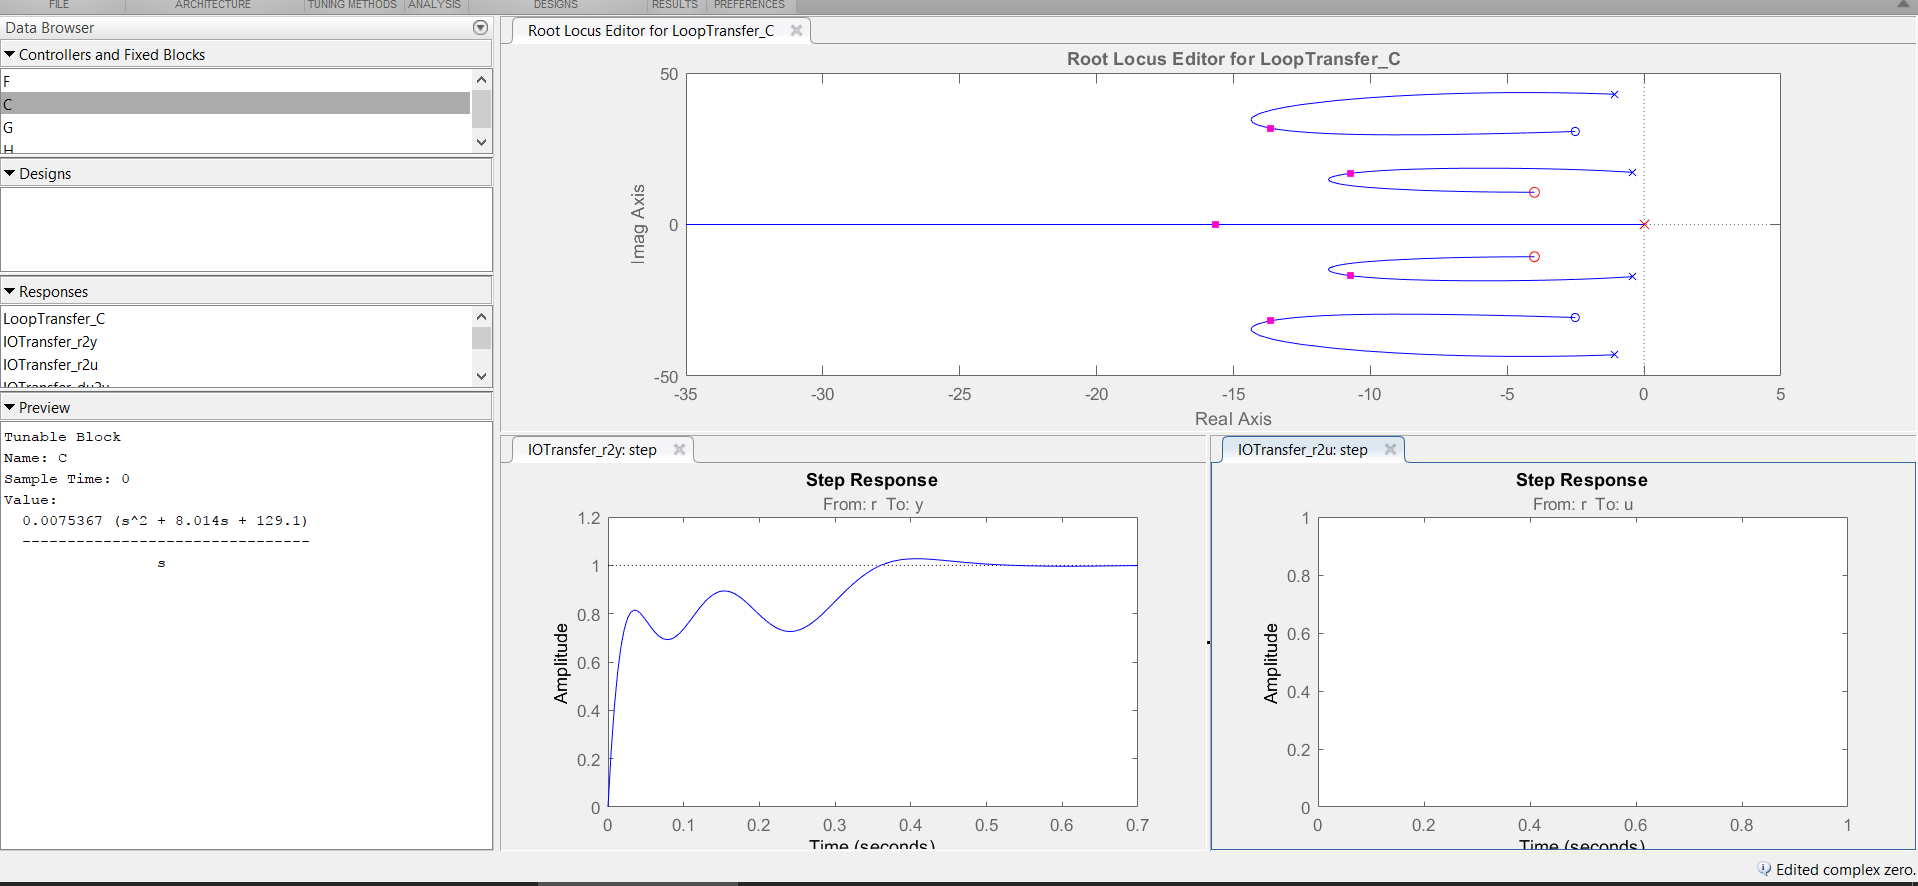 FILE ARCHITECTURE TUNING METHODS ANALYSIS DESIGNS RESULTS PREFERENCES
Data Browser
Controllers and Fixed Blocks
F
C
G
H
Designs
Responses
LoopTransfer_C
IOTransfer_r2y
IOTransfer_r2u
IOTransfer_du2y
Preview
Tunable Block
Name: C
Sample Time: 0
Value:
0.0075367 (s^2 + 8.014s + 129.1)
--------------------------------
s
Root Locus Editor for LoopTransfer_C
Root Locus Editor for LoopTransfer_C
50
0
-50
Imag Axis
-35 -30 -25 -20 -15 -10 -5 0 5
Real Axis
IOTransfer_r2y: step
Step Response
From: r To: y
1.2
1
0.8
0.6
0.4
0.2
0
Amplitude
0 0.1 0.2 0.3 0.4 0.5 0.6 0.7
Time (seconds)
IOTransfer_r2u: step
Step Response
From: r To: u
1
0.8
0.6
0.4
0.2
0
Amplitude
0 0.2 0.4 0.6 0.8 1
Time (seconds)
Edited complex zero.